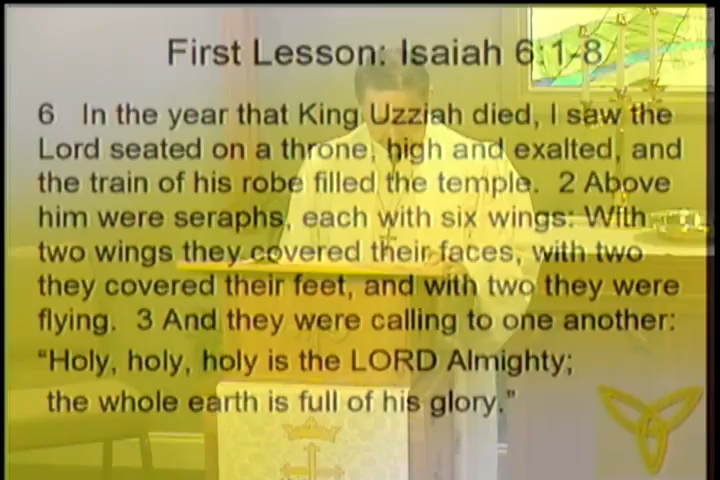 First Lesson: Isaiah 6:1-8
6 In the year that King Uzziah died, I saw the
Lord seated on a throne, high and exalted, and
the train of his robe filled the temple. 2 Above
him were seraphs, each with six wings: With
two wings they covered their faces, with two
they covered their feet, and with two they were
flying. 3 And they were calling to one another:
“Holy, holy, holy is the LORD Almighty;
the whole earth is full of his glory.”